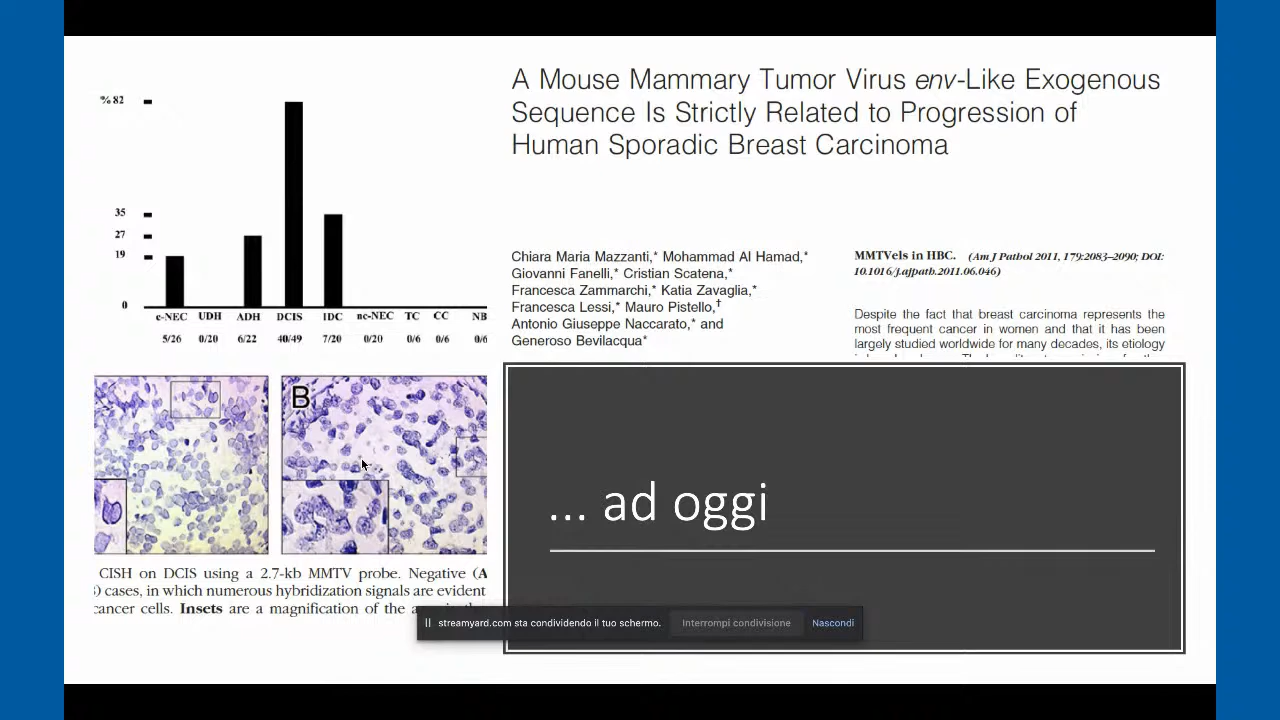 % 82
35
27
19
0
c-NEC UDH ADH DCIS IDC nc-NEC TC CC NB
5/26 0/20 6/22 40/49 7/20 0/20 0/6 0/6 0/6
B
CISH on DCIS using a 2.7-kb MMTV probe. Negative (A
) cases, in which numerous hybridization signals are evident
cancer cells. Insets are a magnification of the
A Mouse Mammary Tumor Virus env-Like Exogenous
Sequence Is Strictly Related to Progression of
Human Sporadic Breast Carcinoma
Chiara Maria Mazzanti,* Mohammad Al Hamad,*
Giovanni Fanelli,* Cristian Scatena,*
Francesca Zammarchi,* Katia Zavaglia,*
Francesca Lessi,* Mauro Pistello,†
Antonio Giuseppe Naccarato,* and
Generoso Bevilacqua*
MMTVels in HBC. (Am J Pathol 2011, 179:2083–2090; DOI:
10.1016/j.ajpath.2011.06.046)
Despite the fact that breast carcinoma represents the
most frequent cancer in women and that it has been
largely studied worldwide for many decades, its etiology
... ad oggi
streamyard.com sta condividendo il tuo schermo. Interrompi condivisione Nascondi